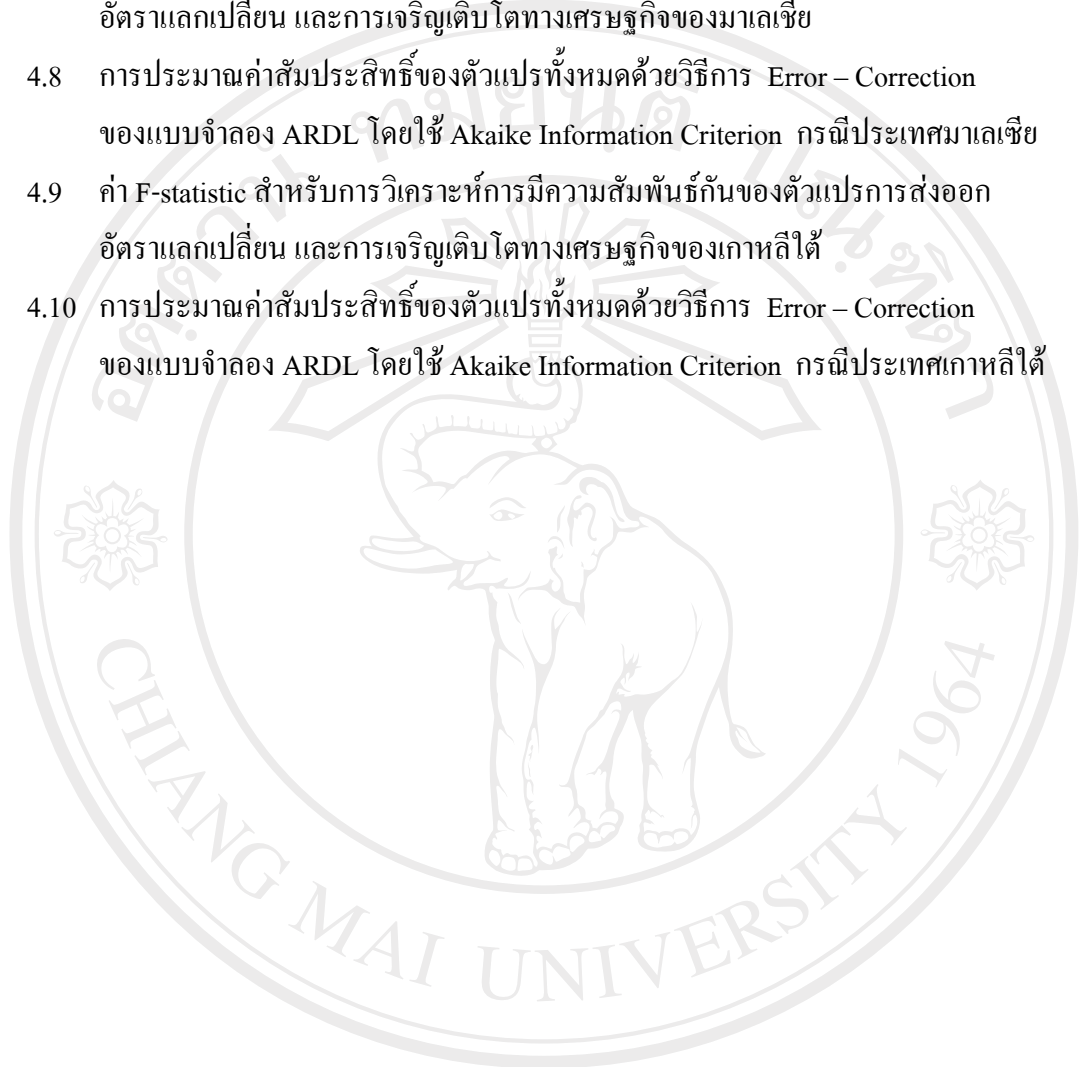 อัตราแลกเปลี่ยน และการเจริญเติบโตทางเศรษฐกิจของมาเลเชีย
4.8 การประมาณค่าสัมประสิทธิ์ของตัวแปรทั้งหมดด้วยวิธีการ Error – Correction
ของแบบจำลอง ARDL โดยใช้ Akaike Information Criterion กรณีประเทศมาเลเซีย
4.9 ค่า F-statistic สำหรับการวิเคราะห์การมีความสัมพันธ์กันของตัวแปรการส่งออก
อัตราแลกเปลี่ยน และการเจริญเติบโตทางเศรษฐกิจของเกาหลีใต้
4.10 การประมาณค่าสัมประสิทธิ์ของตัวแปรทั้งหมดด้วยวิธีการ Error – Correction
ของแบบจำลอง ARDL โดยใช้ Akaike Information Criterion กรณีประเทศเกาหลีใต้
อตฺตานํ ทมยนฺติ ปณฺฑิตา
CHIANG MAI UNIVERSITY 1964